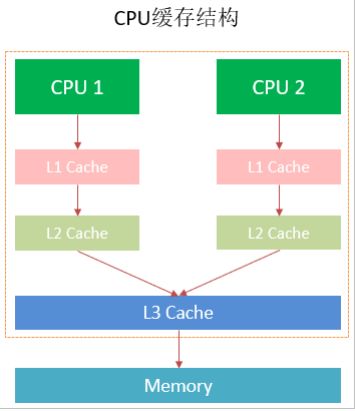 CPU缓存结构
CPU 1 CPU 2
L1 Cache L1 Cache
L2 Cache L2 Cache
L3 Cache
Memory